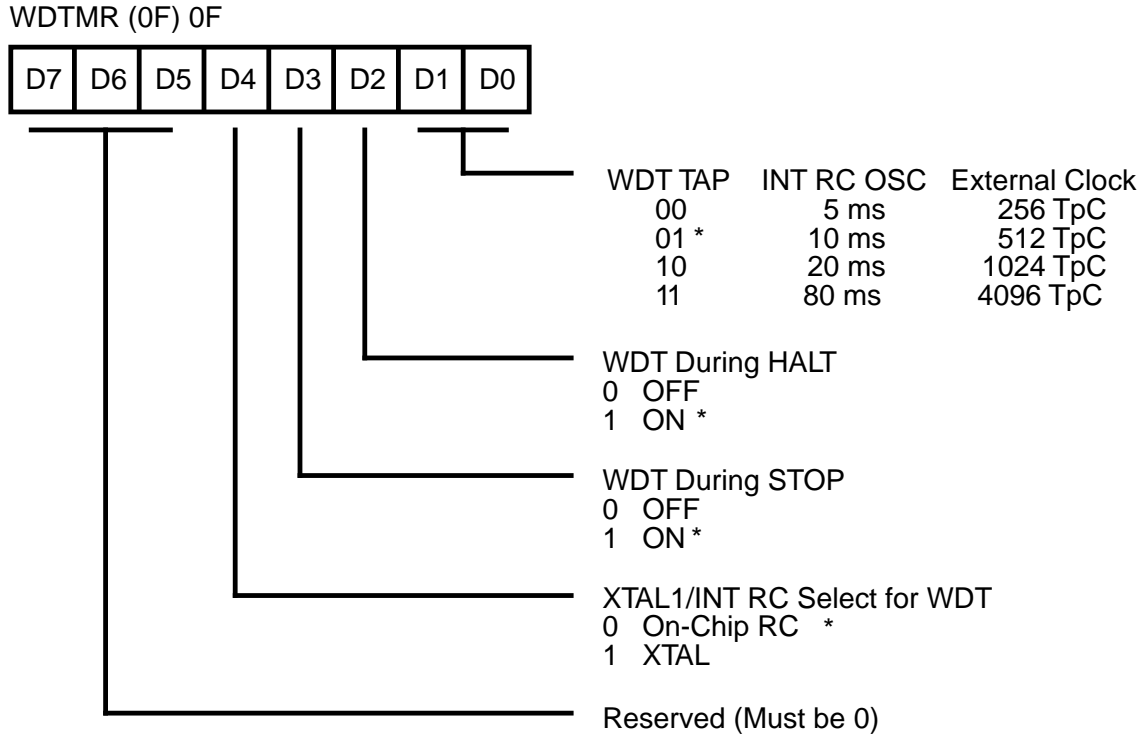 WDTMR (0F) 0F
D7 D6 D5 D4 D3 D2 D1 D0
WDT TAP INT RC OSC External Clock
00 5 ms 256 TpC
01 * 10 ms 512 TpC
10 20 ms 1024 TpC
11 80 ms 4096 TpC
WDT During HALT
0 OFF
1 ON *
WDT During STOP
0 OFF
1 ON *
XTAL1/INT RC Select for WDT
0 On-Chip RC *
1 XTAL
Reserved (Must be 0)